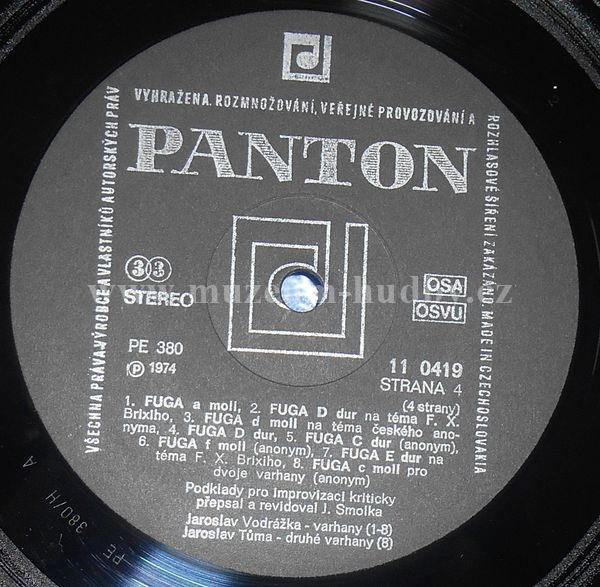 VŠECHNA PRÁVA VÝROBCE A VLASTNÍKŮ AUTORSKÝCH PRÁV
VYHRAŽENA. ROZMNOŽOVÁNÍ, VEŘEJNÉ PROVOZOVÁNÍ A
ROZHLASOVÉ ŠÍŘENÍ ZAKÁZÁNO MADE IN CZECHOSLOVAKIA
PANTON
33
STEREO
OSA
OSVU
www.muzeum-hudby.cz
PE 380
11 0419
Ⓟ 1974
STRANA 4
(4 strany)
1. FUGA a moll, 2. FUGA D dur na téma F. X.
Brixiho, 3. FUGA d moll na téma českého ano-
nyma, 4. FUGA D dur, 5. FUGA C dur (anonym),
6. FUGA f moll (anonym), 7. FUGA E dur na
téma F. X. Brixiho, 8. FUGA c moll pro
dvoje varhany (anonym)
Podklady pro improvizaci kriticky
přepsal a revidoval J. Smolka
Jaroslav Vodrážka - varhany (1-8)
Jaroslav Tůma - druhé varhany (8)
PE 380/H A